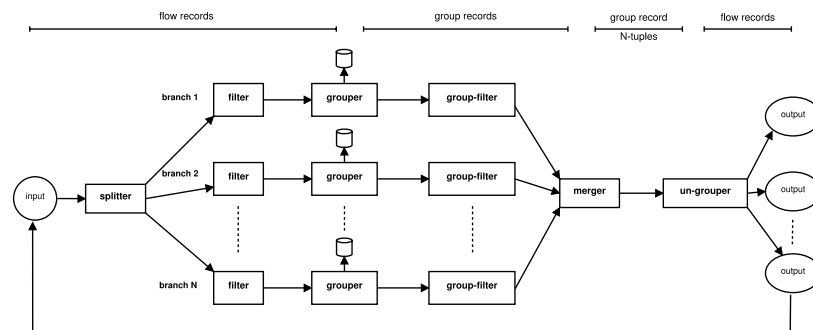 flow records
group records
group record
N-tuples
flow records
branch 1
filter
grouper
group-filter
output
branch 2
filter
grouper
group-filter
input
splitter
merger
un-grouper
output
branch N
filter
grouper
group-filter
output